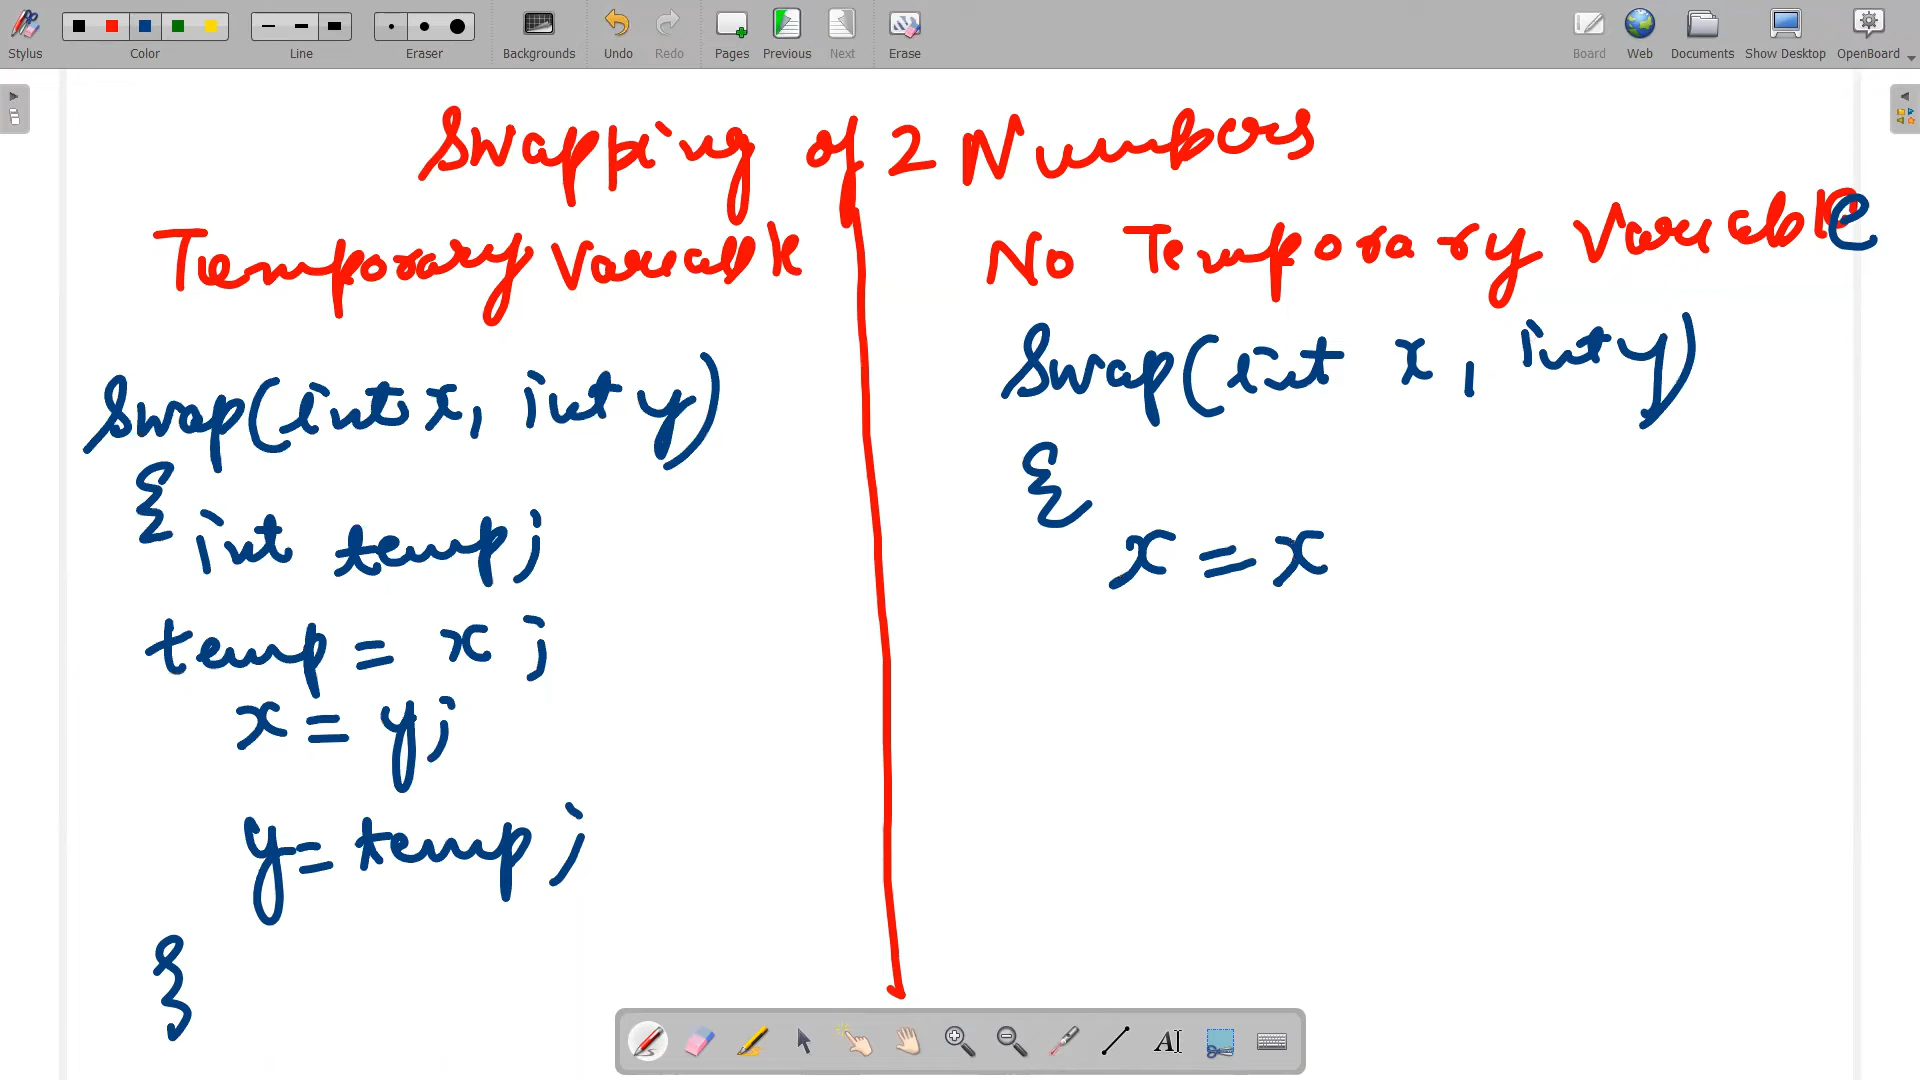 Stylus Color Line Eraser Backgrounds Undo Redo Pages Previous Next Erase Board Web Documents Show Desktop OpenBoard
Swapping of 2 Numbers
Temporary Variable
Swap(int x, int y)
{
int temp;
temp = x;
x = y;
y = temp;
}
No Temporary Variable
Swap(int x, int y)
{
x = x